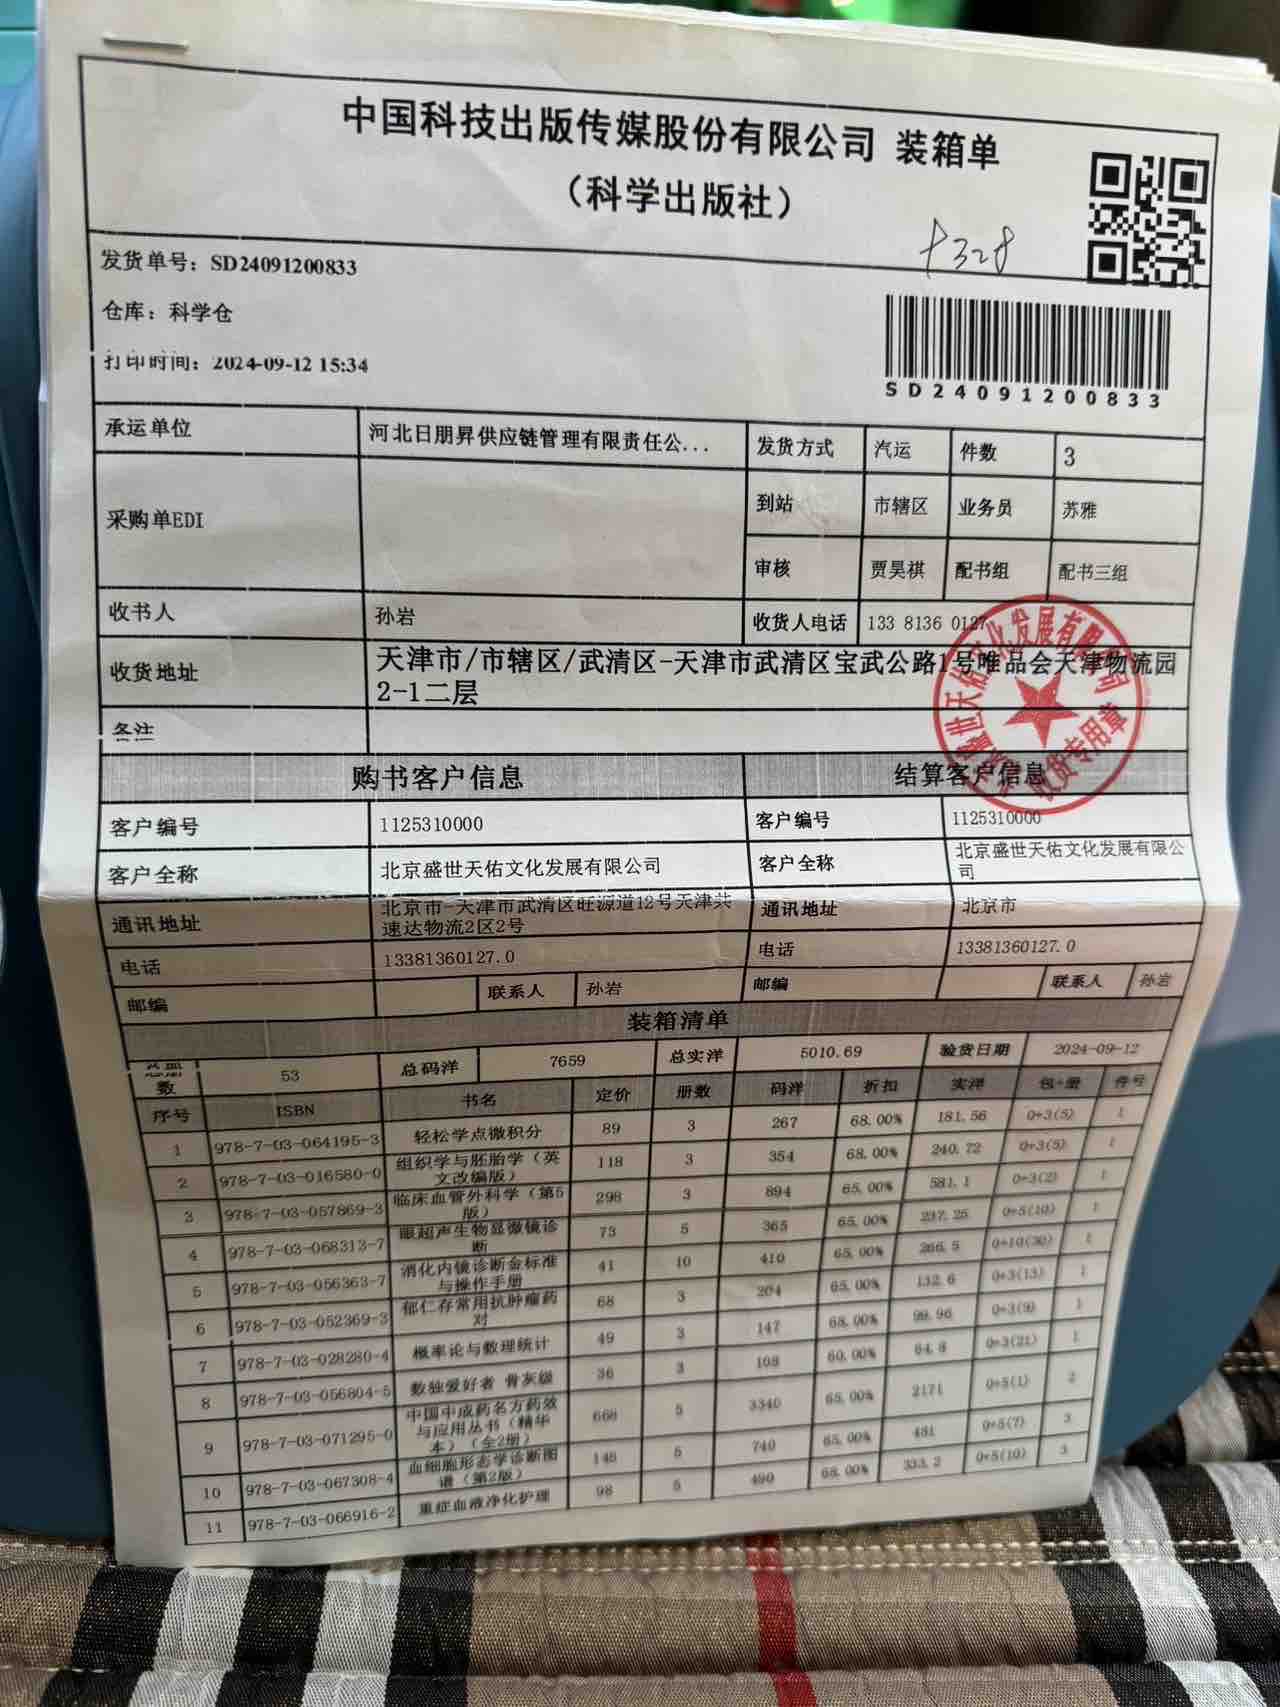 中国科技出版传媒股份有限公司 装箱单
（科学出版社）
发货单号：SD24091200833
仓库：科学仓
打印时间：2024-09-12 15:34
SD24091200833
承运单位 河北日朋昇供应链管理有限责任公... 发货方式 汽运 件数 3
采购单EDI 到站 市辖区 业务员 苏雅
审核 贾昊祺 配书组 配书三组
收书人 孙岩 收货人电话 133 8136 0127
收货地址 天津市/市辖区/武清区-天津市武清区宝武公路1号唯品会天津物流园
2-1二层
备注
购书客户信息 结算客户信息
客户编号 1125310000 客户编号 1125310000
客户全称 北京盛世天佑文化发展有限公司 客户全称 北京盛世天佑文化发展有限公
司
通讯地址 北京市-天津市武清区旺源道12号天津共
速达物流2区2号 通讯地址 北京市
电话 13381360127.0 电话 13381360127.0
邮编 联系人 孙岩 邮编 联系人 孙岩
装箱清单
数 53 总码洋 7659 总实洋 5010.69 验货日期 2024-09-12
序号 ISBN 书名 定价 册数 码洋 折扣 实洋 包+册 件号
1 978-7-03-064195-3 轻松学点微积分 89 3 267 68.00% 181.56 0+3(5) 1
2 978-7-03-016580-0 组织学与胚胎学（英
文改编版） 118 3 354 68.00% 240.72 0+3(5) 1
3 978-7-03-057869-3 临床血管外科学（第5
版） 298 3 894 65.00% 581.1 0+3(2) 1
4 978-7-03-068313-7 眼超声生物显微镜诊
断 73 5 365 65.00% 237.25 0+5(10) 1
5 978-7-03-056363-7 消化内镜诊断金标准
与操作手册 41 10 410 65.00% 266.5 0+10(30) 1
6 978-7-03-052369-3 郁仁存常用抗肿瘤药
对 68 3 204 65.00% 132.6 0+3(13) 1
7 978-7-03-028280-4 概率论与数理统计 49 3 147 68.00% 99.96 0+3(9) 1
8 978-7-03-056804-5 数独爱好者 骨灰级 36 3 108 60.00% 64.8 0+3(21) 1
9 978-7-03-071295-0 中国中成药名方药效
与应用丛书（精华
本）（全2册） 668 5 3340 65.00% 2171 0+5(1) 2
10 978-7-03-067308-4 血细胞形态学诊断图
谱（第2版） 148 5 740 65.00% 481 0+5(7) 3
11 978-7-03-066916-2 重症血液净化护理 98 5 490 68.00% 333.2 0+5(10) 3